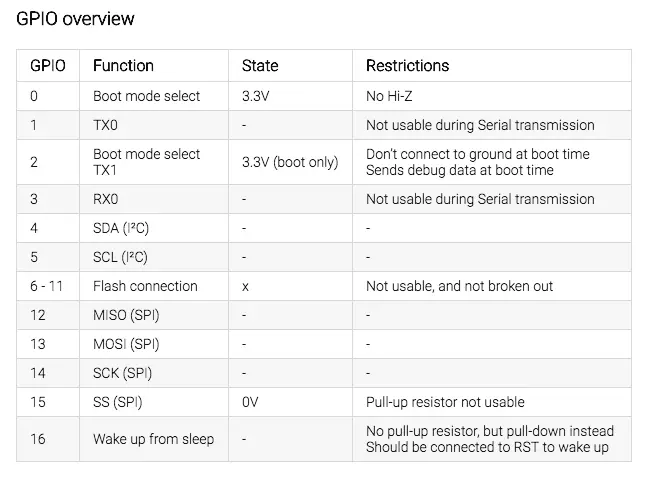 GPIO overview
GPIO Function State Restrictions
0 Boot mode select 3.3V No Hi-Z
1 TX0 - Not usable during Serial transmission
2 Boot mode select TX1 3.3V (boot only) Don't connect to ground at boot time
Sends debug data at boot time
3 RX0 - Not usable during Serial transmission
4 SDA (I²C) - -
5 SCL (I²C) - -
6 - 11 Flash connection x Not usable, and not broken out
12 MISO (SPI) - -
13 MOSI (SPI) - -
14 SCK (SPI) - -
15 SS (SPI) 0V Pull-up resistor not usable
16 Wake up from sleep - No pull-up resistor, but pull-down instead
Should be connected to RST to wake up